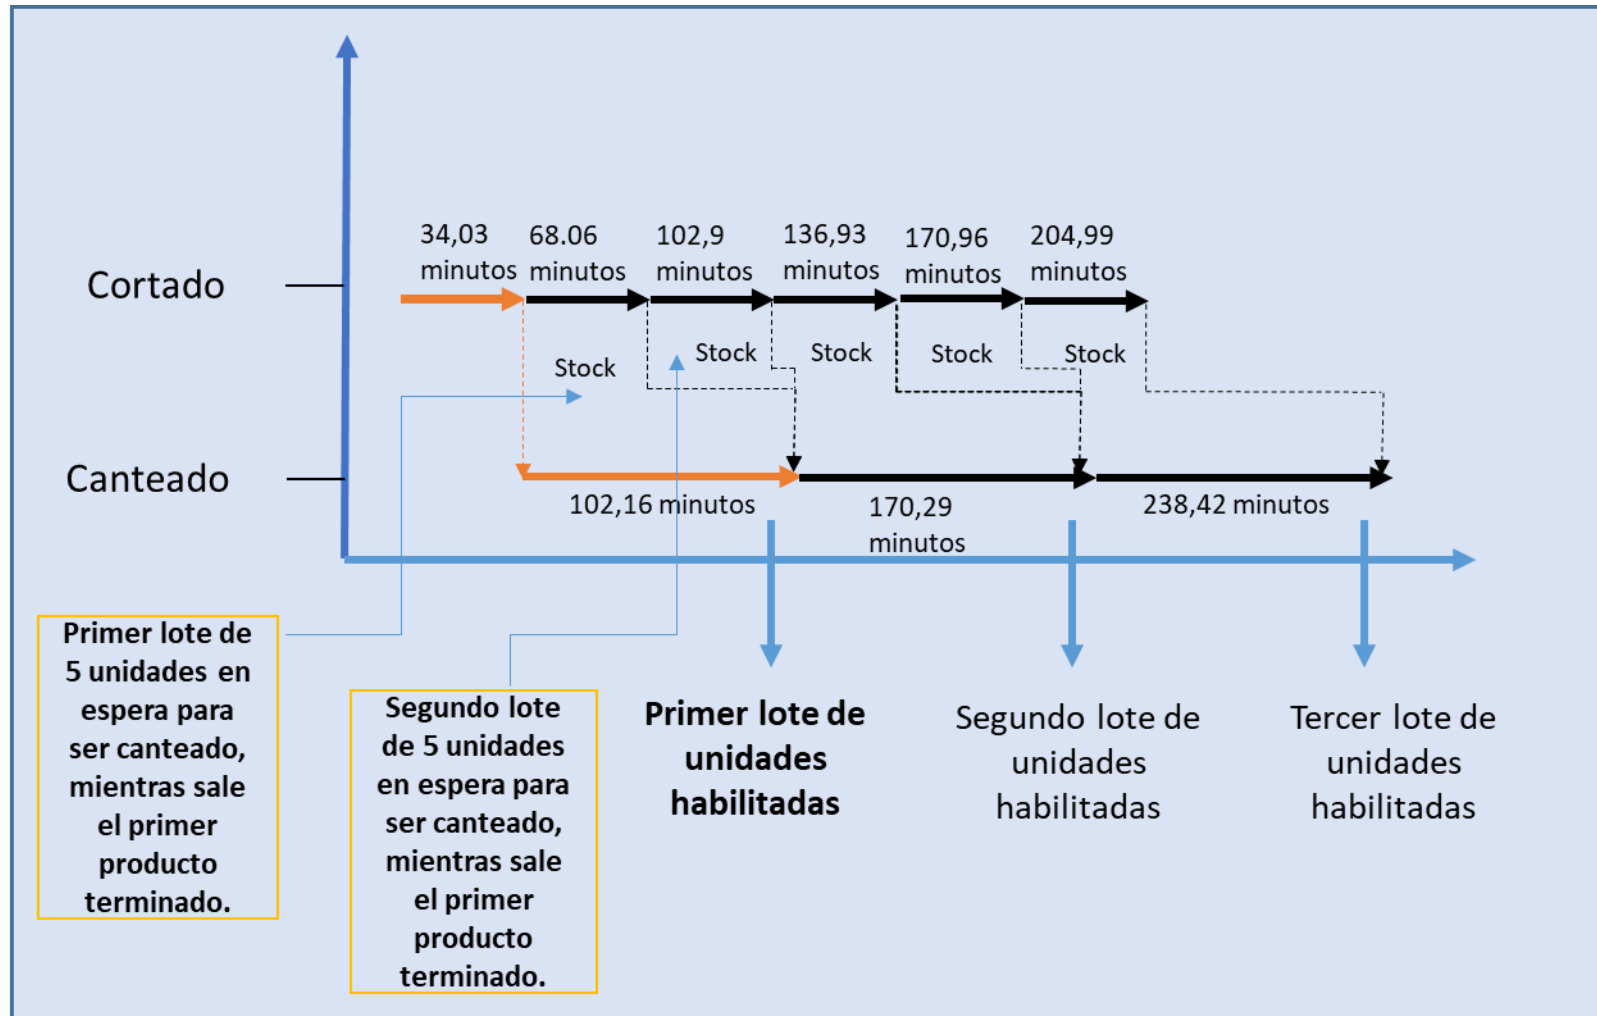 34,03
minutos
68.06
minutos
102,9
minutos
136,93
minutos
170,96
minutos
204,99
minutos
Cortado
Stock
Stock
Stock
Stock
Stock
Canteado
102,16 minutos
170,29
minutos
238,42 minutos
Primer lote de
5 unidades en
espera para
ser canteado,
mientras sale
el primer
producto
terminado.
Segundo lote
de 5 unidades
en espera para
ser canteado,
mientras sale
el primer
producto
terminado.
Primer lote de
unidades
habilitadas
Segundo lote de
unidades
habilitadas
Tercer lote de
unidades
habilitadas